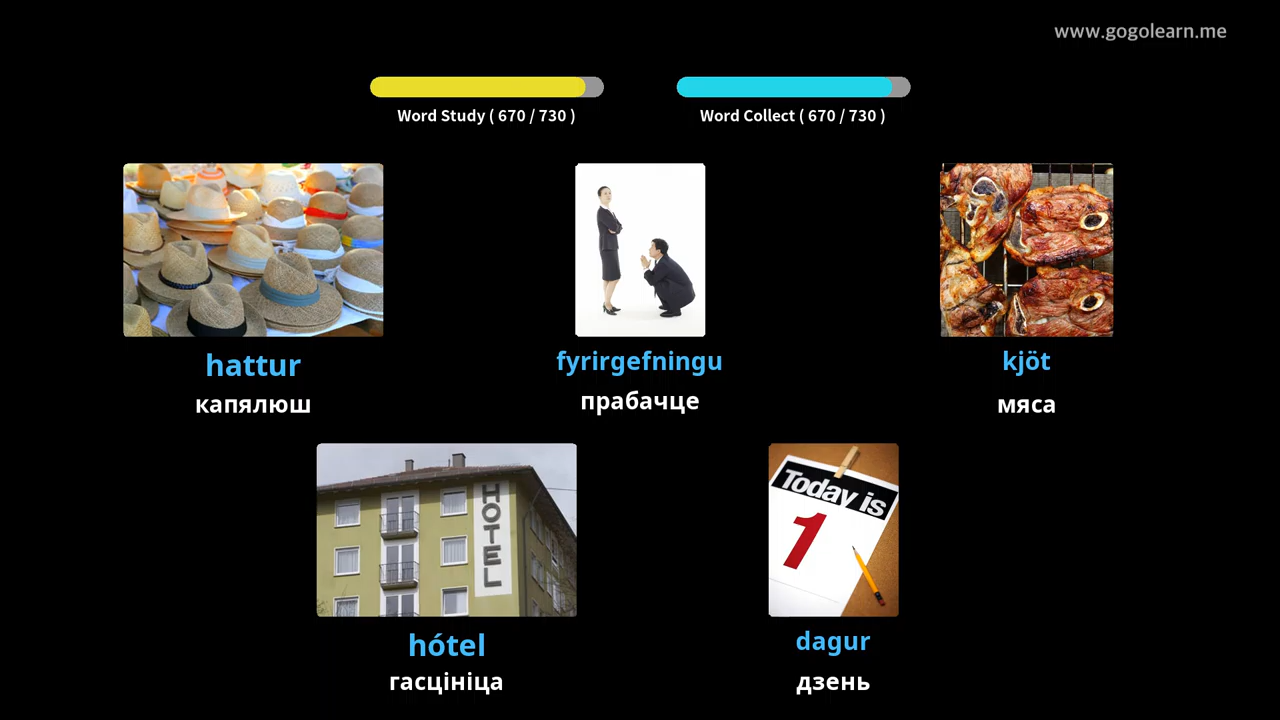 www.gogolearn.me
Word Study ( 670 / 730 )
Word Collect ( 670 / 730 )
hattur
капялюш
fyrirgefningu
прабачце
kjöt
мяса
HOTEL
hótel
гасцініца
Today is
1
dagur
дзень